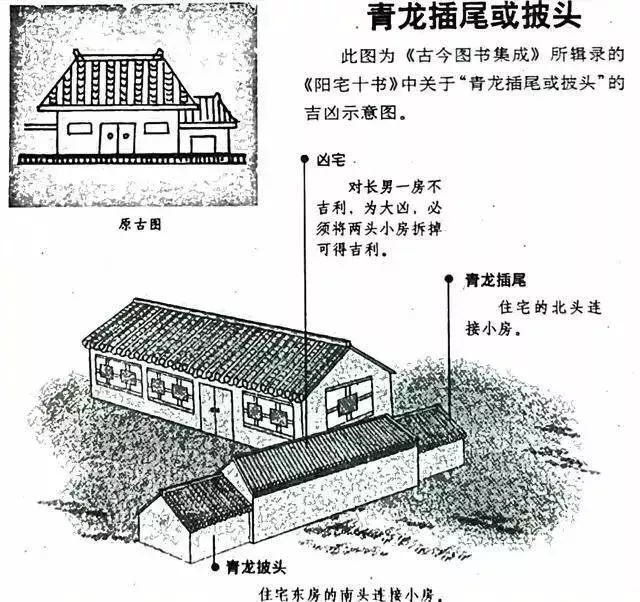 青龙插尾或披头
此图为《古今图书集成》所辑录的
《阳宅十书》中关于“青龙插尾或披头”的
吉凶示意图。
原古图
凶宅
对长男一房不
吉利，为大凶，必
须将两头小房拆掉
可得吉利。
青龙插尾
住宅的北头连
接小房。
青龙披头
住宅东房的南头连接小房。